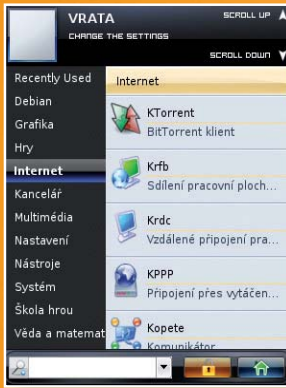 VRATA
CHANGE THE SETTINGS
SCROLL UP
SCROLL DOWN
Recently Used
Debian
Grafika
Hry
Internet
Kancelář
Multimédia
Nastavení
Nástroje
Systém
Škola hrou
Věda a matemat
Internet
KTorrent
BitTorrent klient
Krfb
Sdílení pracovní ploch...
Krdc
Vzdálené připojení pra...
KPPP
Připojení přes vytáčen...
Kopete
Komunikátor